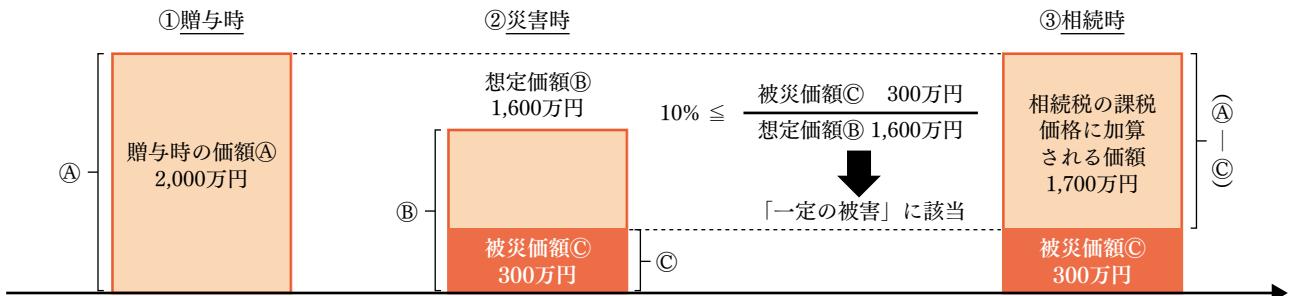 ①贈与時
②災害時
③相続時
Ⓐ
贈与時の価額Ⓐ
2,000万円
想定価額Ⓑ
1,600万円
Ⓑ
被災価額Ⓒ
300万円
Ⓒ
10% ≦
被災価額Ⓒ 300万円
想定価額Ⓑ 1,600万円
「一定の被害」に該当
相続税の課税
価格に加算
される価額
1,700万円
被災価額Ⓒ
300万円
(Ⓐ―Ⓒ)